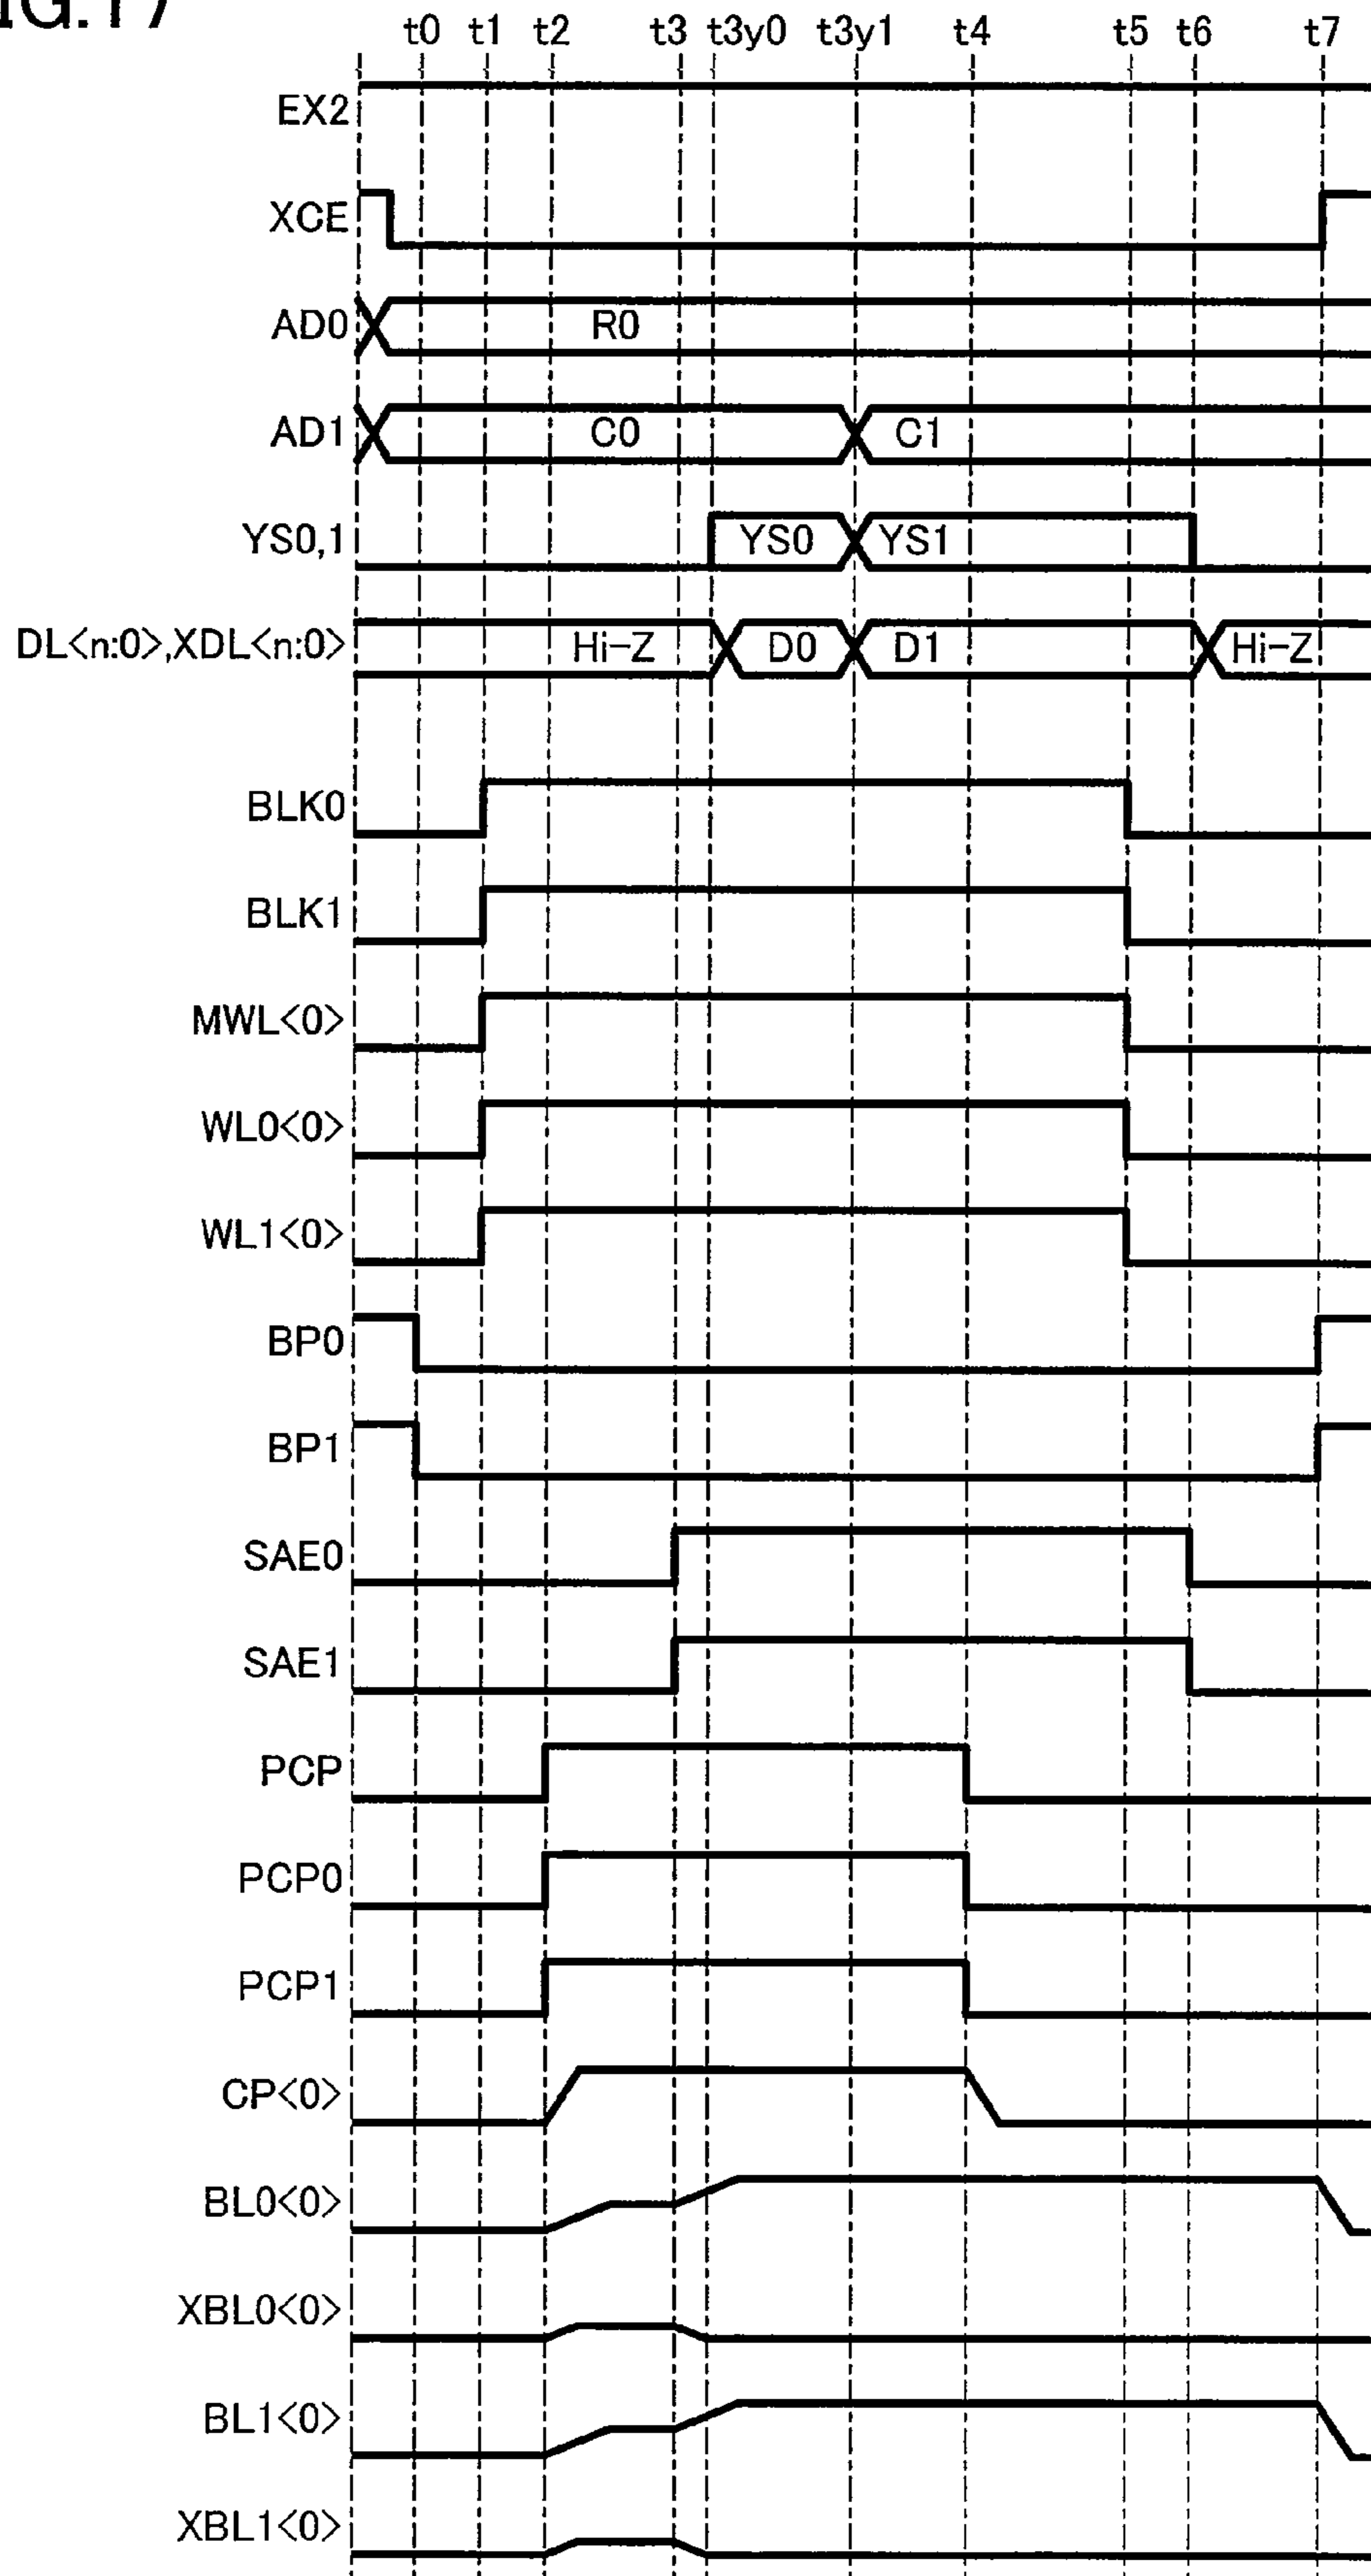 FIG.17
t0 t1 t2 t3 t3y0 t3y1 t4 t5 t6 t7
EX2
XCE
AD0 R0
AD1 C0 C1
YS0,1 YS0 YS1
DL<n:0>,XDL<n:0> Hi-Z D0 D1 Hi-Z
BLK0
BLK1
MWL<0>
WL0<0>
WL1<0>
BP0
BP1
SAE0
SAE1
PCP
PCP0
PCP1
CP<0>
BL0<0>
XBL0<0>
BL1<0>
XBL1<0>